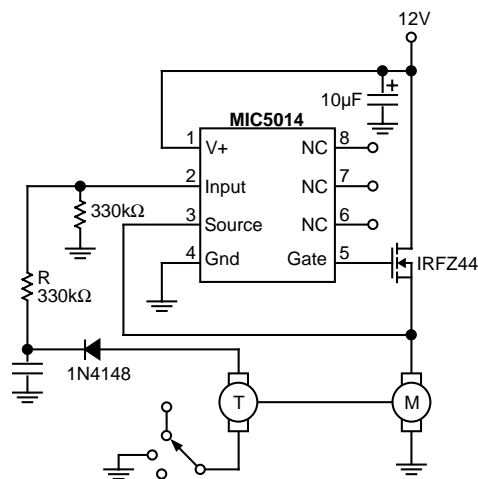 12V
10µF
+
MIC5014
1 V+ NC 8
2 Input NC 7
330kΩ
3 Source NC 6
4 Gnd Gate 5
IRFZ44
R
330kΩ
1N4148
T
M